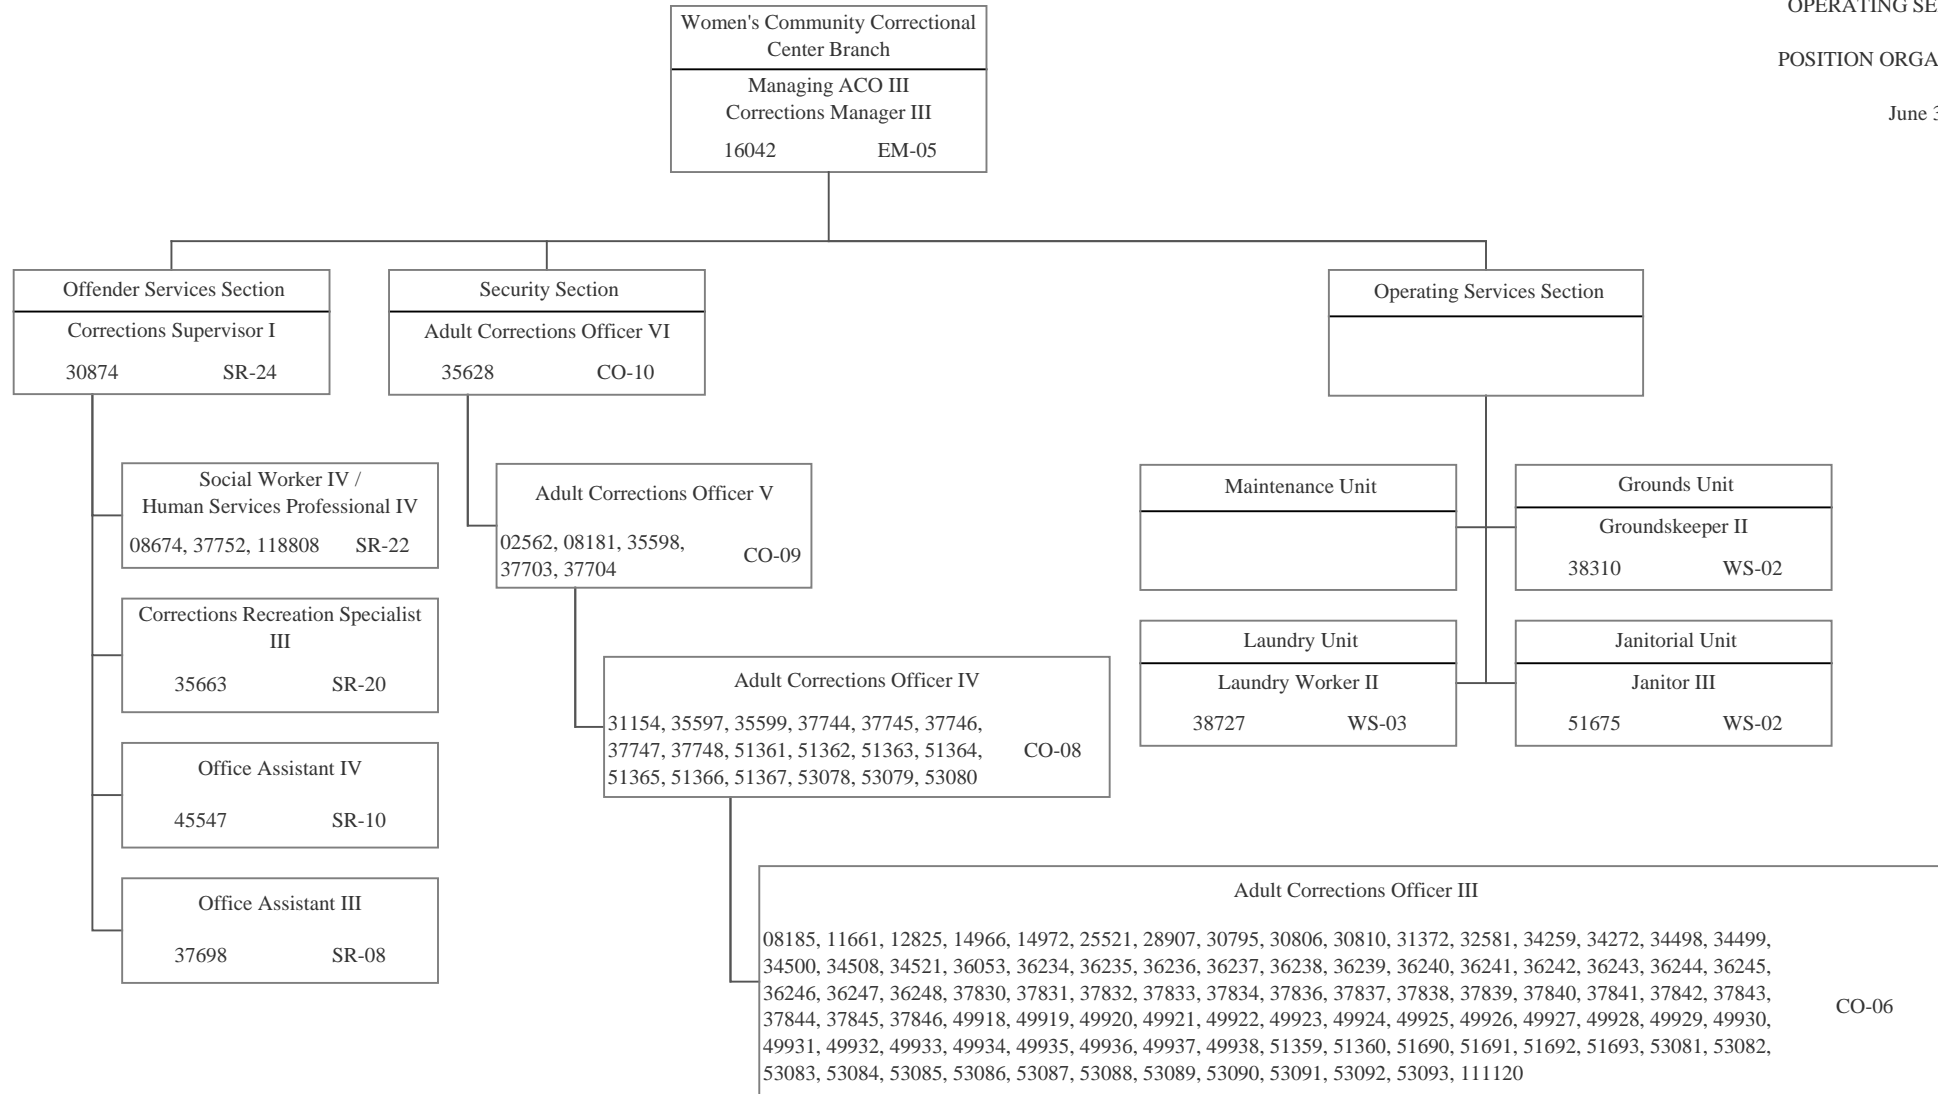 OPERATING SE
POSITION ORGA
June 3
Women's Community Correctional
Center Branch
Managing ACO III
Corrections Manager III
16042 EM-05
Offender Services Section
Corrections Supervisor I
30874 SR-24
Security Section
Adult Corrections Officer VI
35628 CO-10
Operating Services Section
Social Worker IV /
Human Services Professional IV
08674, 37752, 118808 SR-22
Corrections Recreation Specialist
III
35663 SR-20
Office Assistant IV
45547 SR-10
Office Assistant III
37698 SR-08
Adult Corrections Officer V
02562, 08181, 35598,
37703, 37704
CO-09
Adult Corrections Officer IV
31154, 35597, 35599, 37744, 37745, 37746,
37747, 37748, 51361, 51362, 51363, 51364,
51365, 51366, 51367, 53078, 53079, 53080
CO-08
Maintenance Unit
Grounds Unit
Groundskeeper II
38310 WS-02
Laundry Unit
Laundry Worker II
38727 WS-03
Janitorial Unit
Janitor III
51675 WS-02
Adult Corrections Officer III
08185, 11661, 12825, 14966, 14972, 25521, 28907, 30795, 30806, 30810, 31372, 32581, 34259, 34272, 34498, 34499,
34500, 34508, 34521, 36053, 36234, 36235, 36236, 36237, 36238, 36239, 36240, 36241, 36242, 36243, 36244, 36245,
36246, 36247, 36248, 37830, 37831, 37832, 37833, 37834, 37836, 37837, 37838, 37839, 37840, 37841, 37842, 37843,
37844, 37845, 37846, 49918, 49919, 49920, 49921, 49922, 49923, 49924, 49925, 49926, 49927, 49928, 49929, 49930,
49931, 49932, 49933, 49934, 49935, 49936, 49937, 49938, 51359, 51360, 51690, 51691, 51692, 51693, 53081, 53082,
53083, 53084, 53085, 53086, 53087, 53088, 53089, 53090, 53091, 53092, 53093, 111120
CO-06